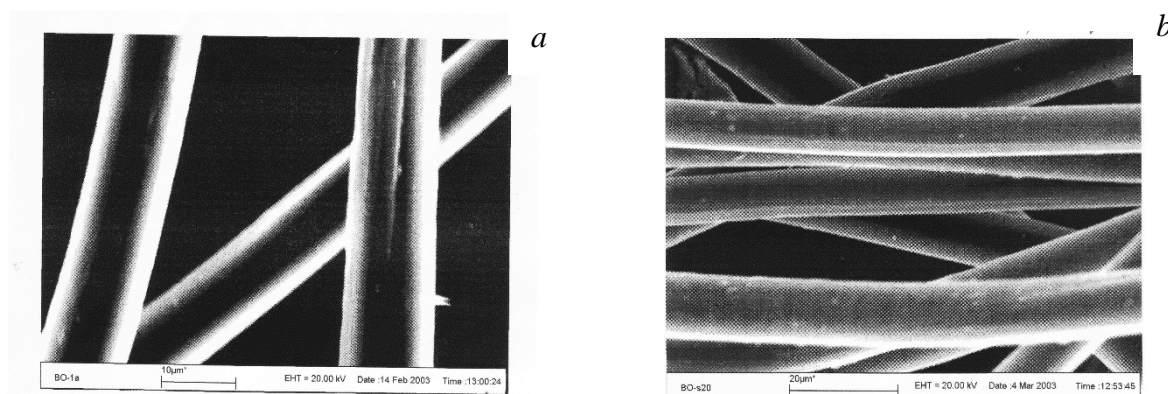 a
b
10µm*
BO-1a
EHT = 20.00 kV
Date :14 Feb 2003
Time :13:00:24
20µm*
BO-s20
EHT = 20.00 kV
Date :4 Mar 2003
Time :12:53:45